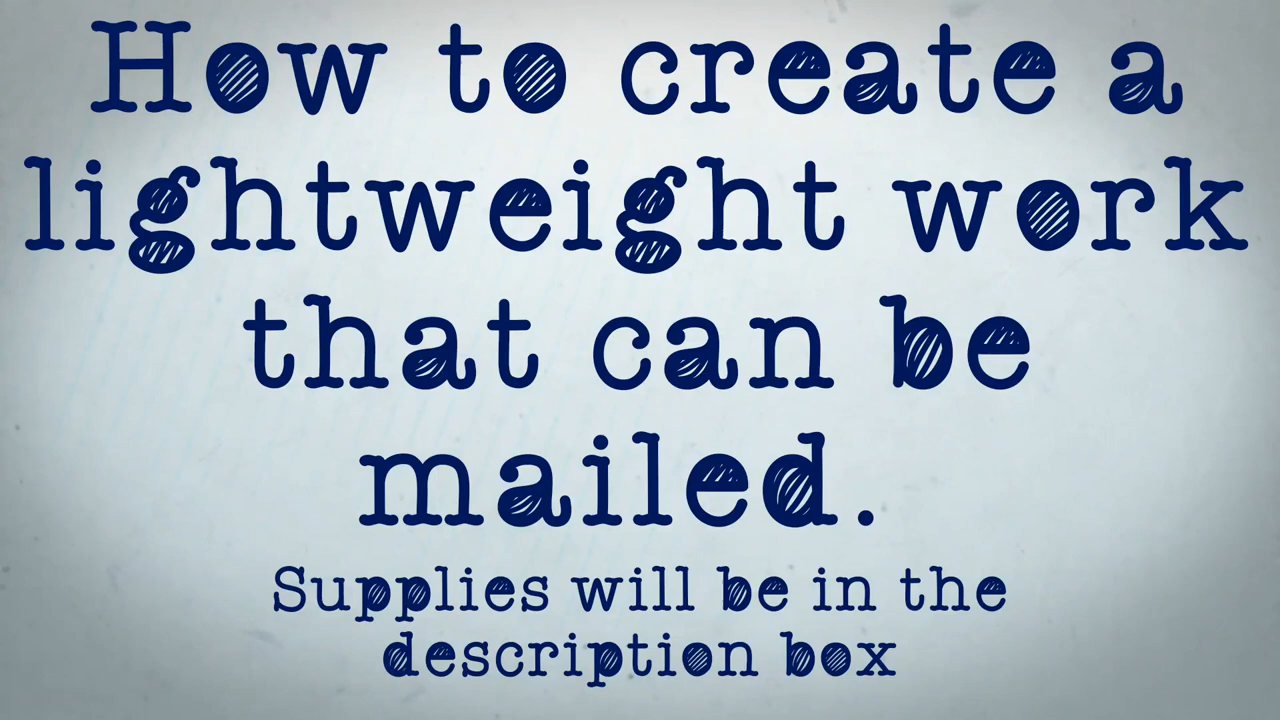 How to create a
lightweight work
that can be
mailed.
Supplies will be in the
description box